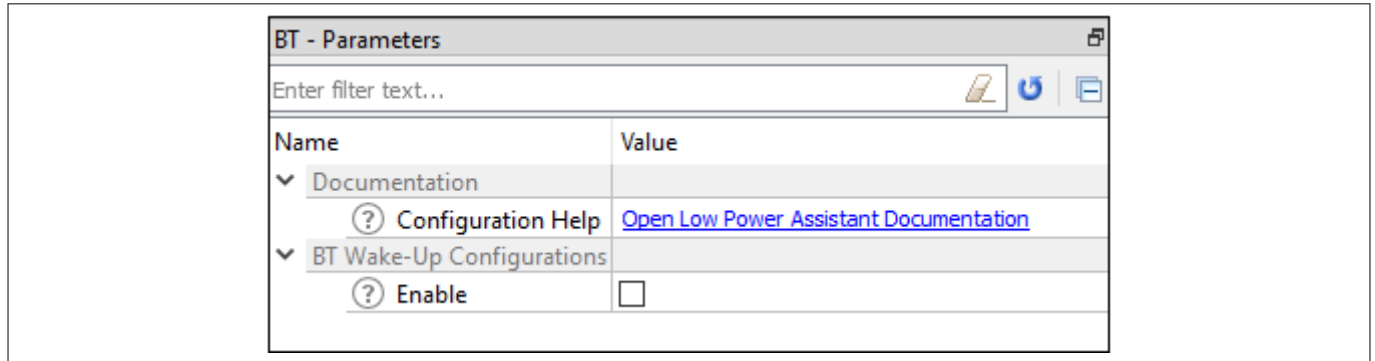 BT - Parameters
Enter filter text...
Name Value
Documentation
? Configuration Help Open Low Power Assistant Documentation
BT Wake-Up Configurations
? Enable